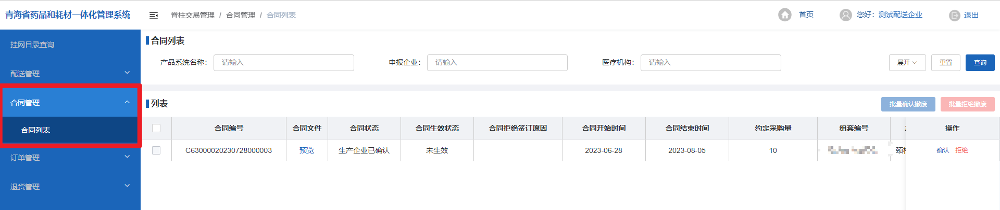 青海省药品和耗材一体化管理系统
脊柱交易管理 / 合同管理 / 合同列表
首页
您好：测试配送企业
退出
挂网目录查询
配送管理
合同管理
合同列表
订单管理
退货管理
合同列表
产品系统名称： 请输入 申报企业： 请输入 医疗机构： 请输入 展开 重置 查询
列表 批量确认撤废 批量拒绝撤废
合同编号 合同文件 合同状态 合同生效状态 合同拒绝签订原因 合同开始时间 合同结束时间 约定采购量 组套编号 操作
C63000020230728000003 预览 生产企业已确认 未生效 2023-06-28 2023-08-05 10 颈 确认 拒绝